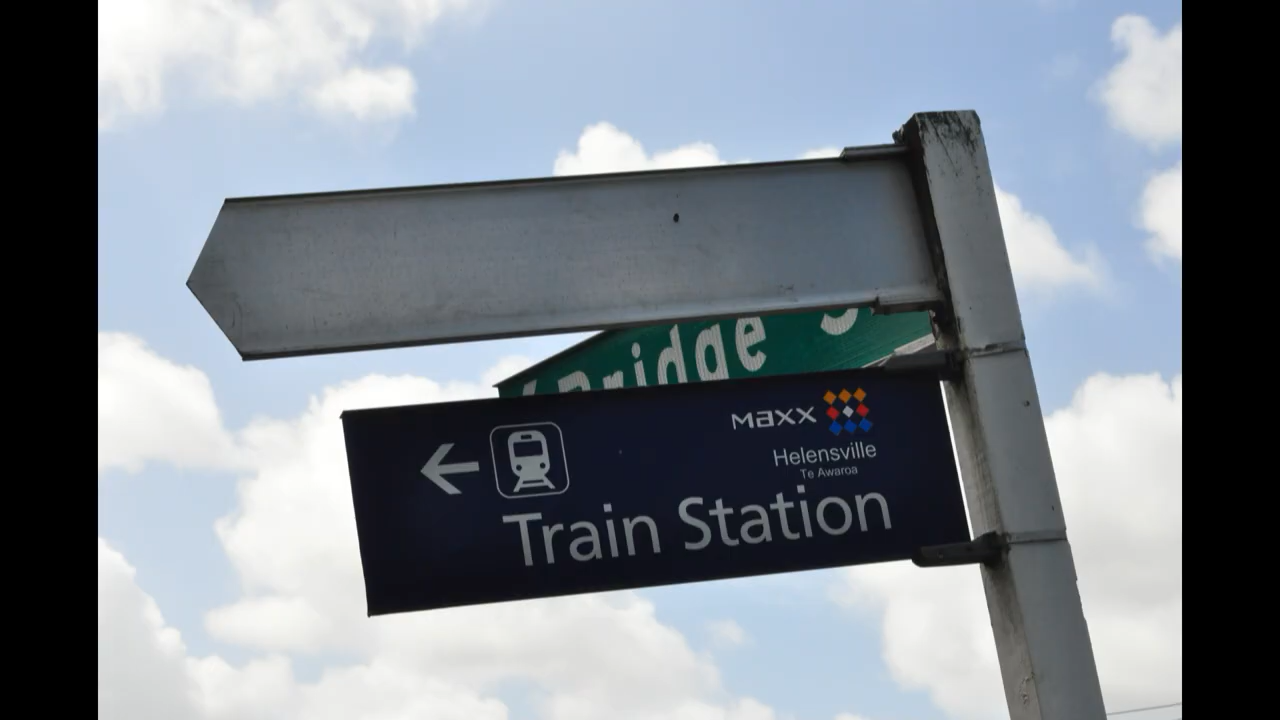 Bridge
maxx
Helensville
Te Awaroa
Train Station